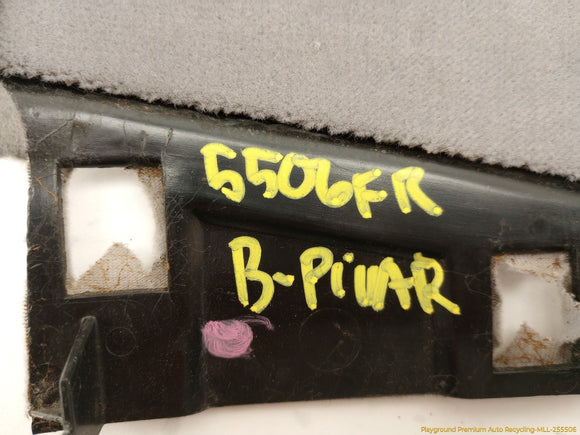 5506FR
B-PillAR
Playground Premium Auto Recycling-MLL-255506